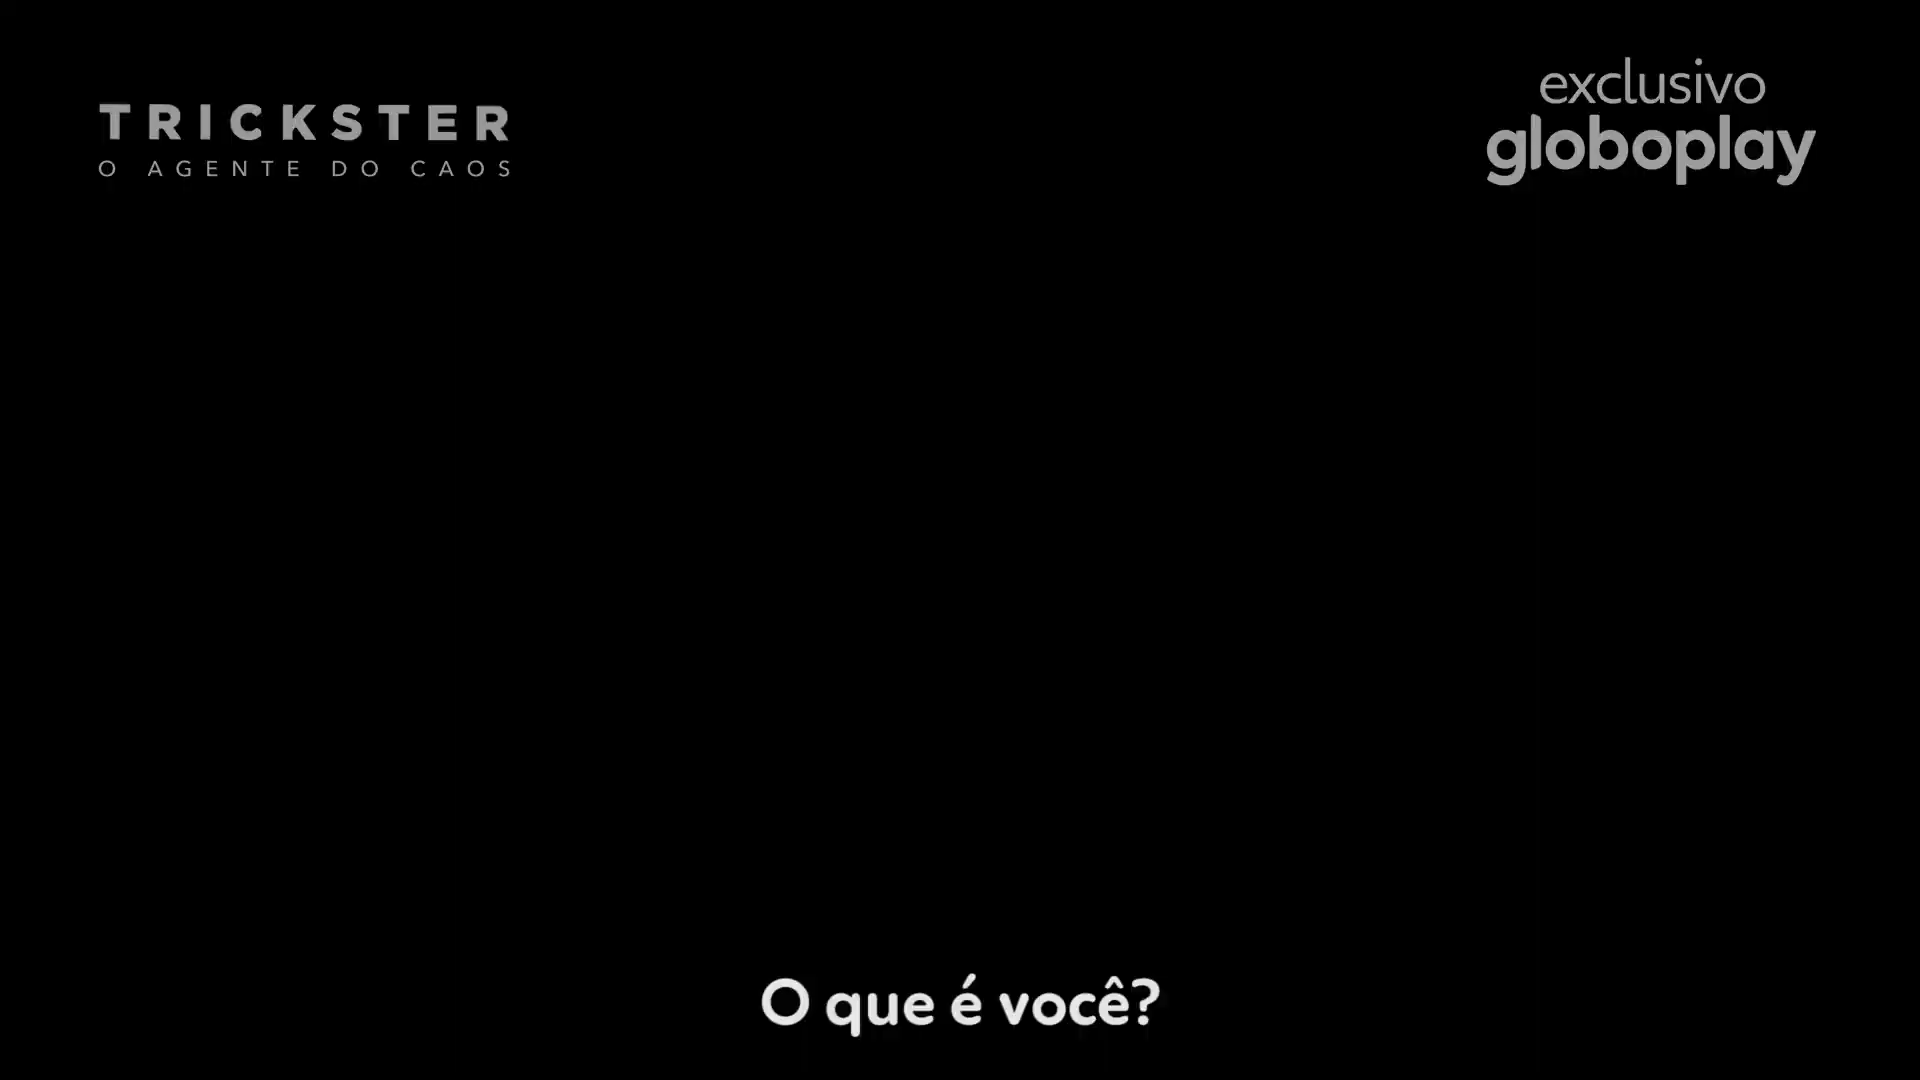 TRICKSTER
O AGENTE DO CAOS
exclusivo
globoplay
O que é você?